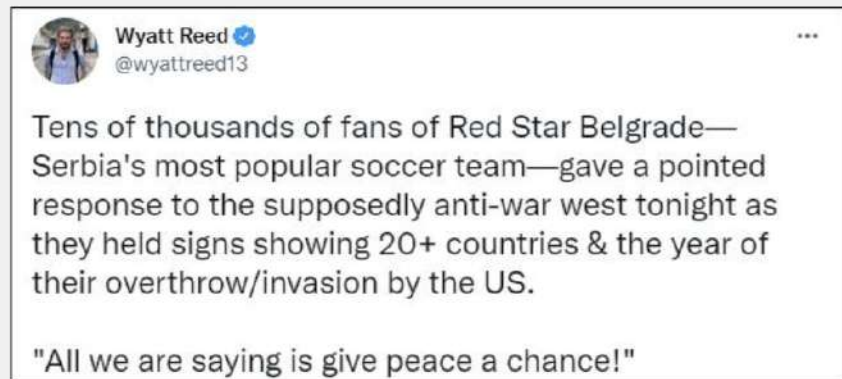 Wyatt Reed
@wyattreed13
Tens of thousands of fans of Red Star Belgrade—
Serbia's most popular soccer team—gave a pointed
response to the supposedly anti-war west tonight as
they held signs showing 20+ countries & the year of
their overthrow/invasion by the US.
"All we are saying is give peace a chance!"